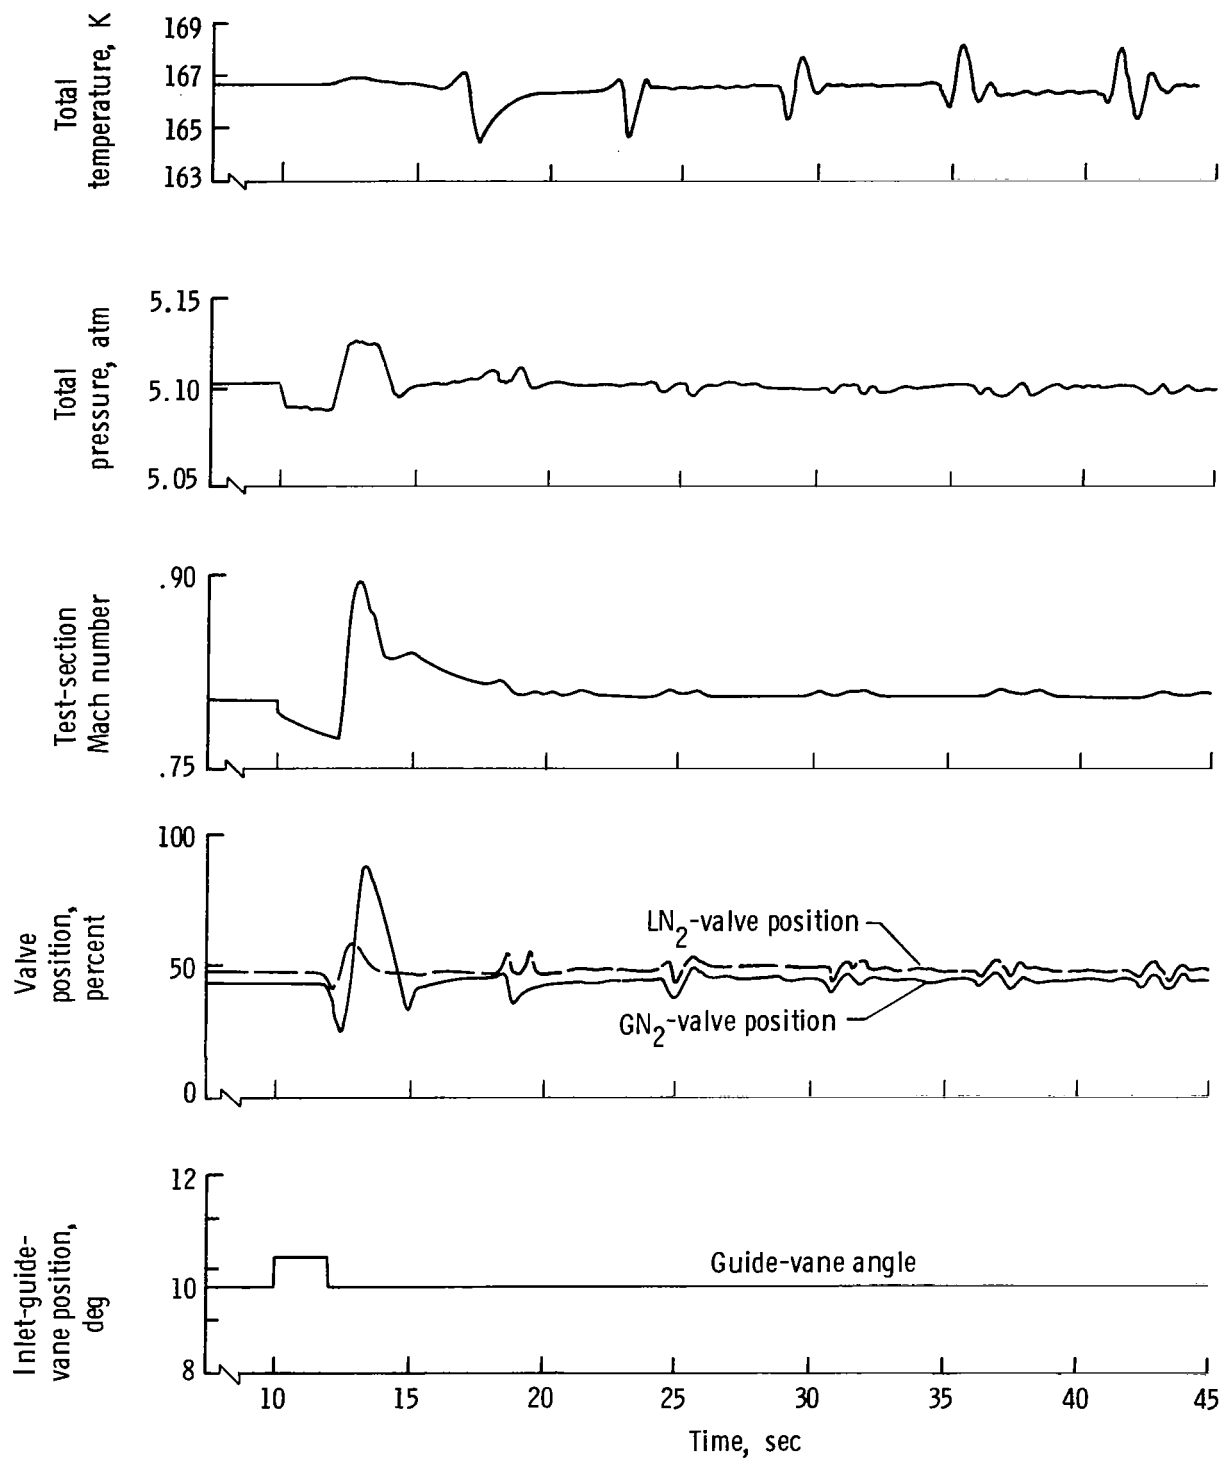 169
167
165
163
Total
temperature, K
5.15
5.10
5.05
Total
pressure, atm
.90
.75
Test-section
Mach number
100
50
0
Valve
position,
percent
LN2-valve position
GN2-valve position
12
10
8
Inlet-guide-
vane position,
deg
Guide-vane angle
10 15 20 25 30 35 40 45
Time, sec